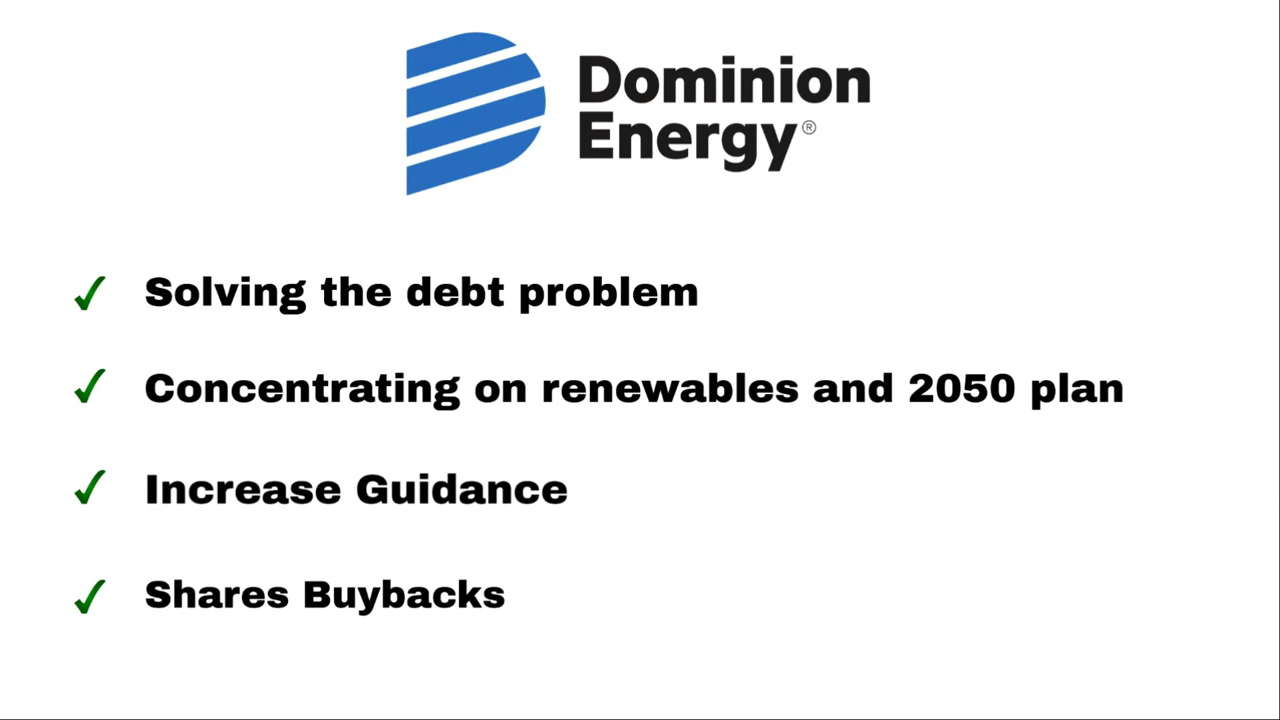 Dominion
Energy®
✓ Solving the debt problem
✓ Concentrating on renewables and 2050 plan
✓ Increase Guidance
✓ Shares Buybacks